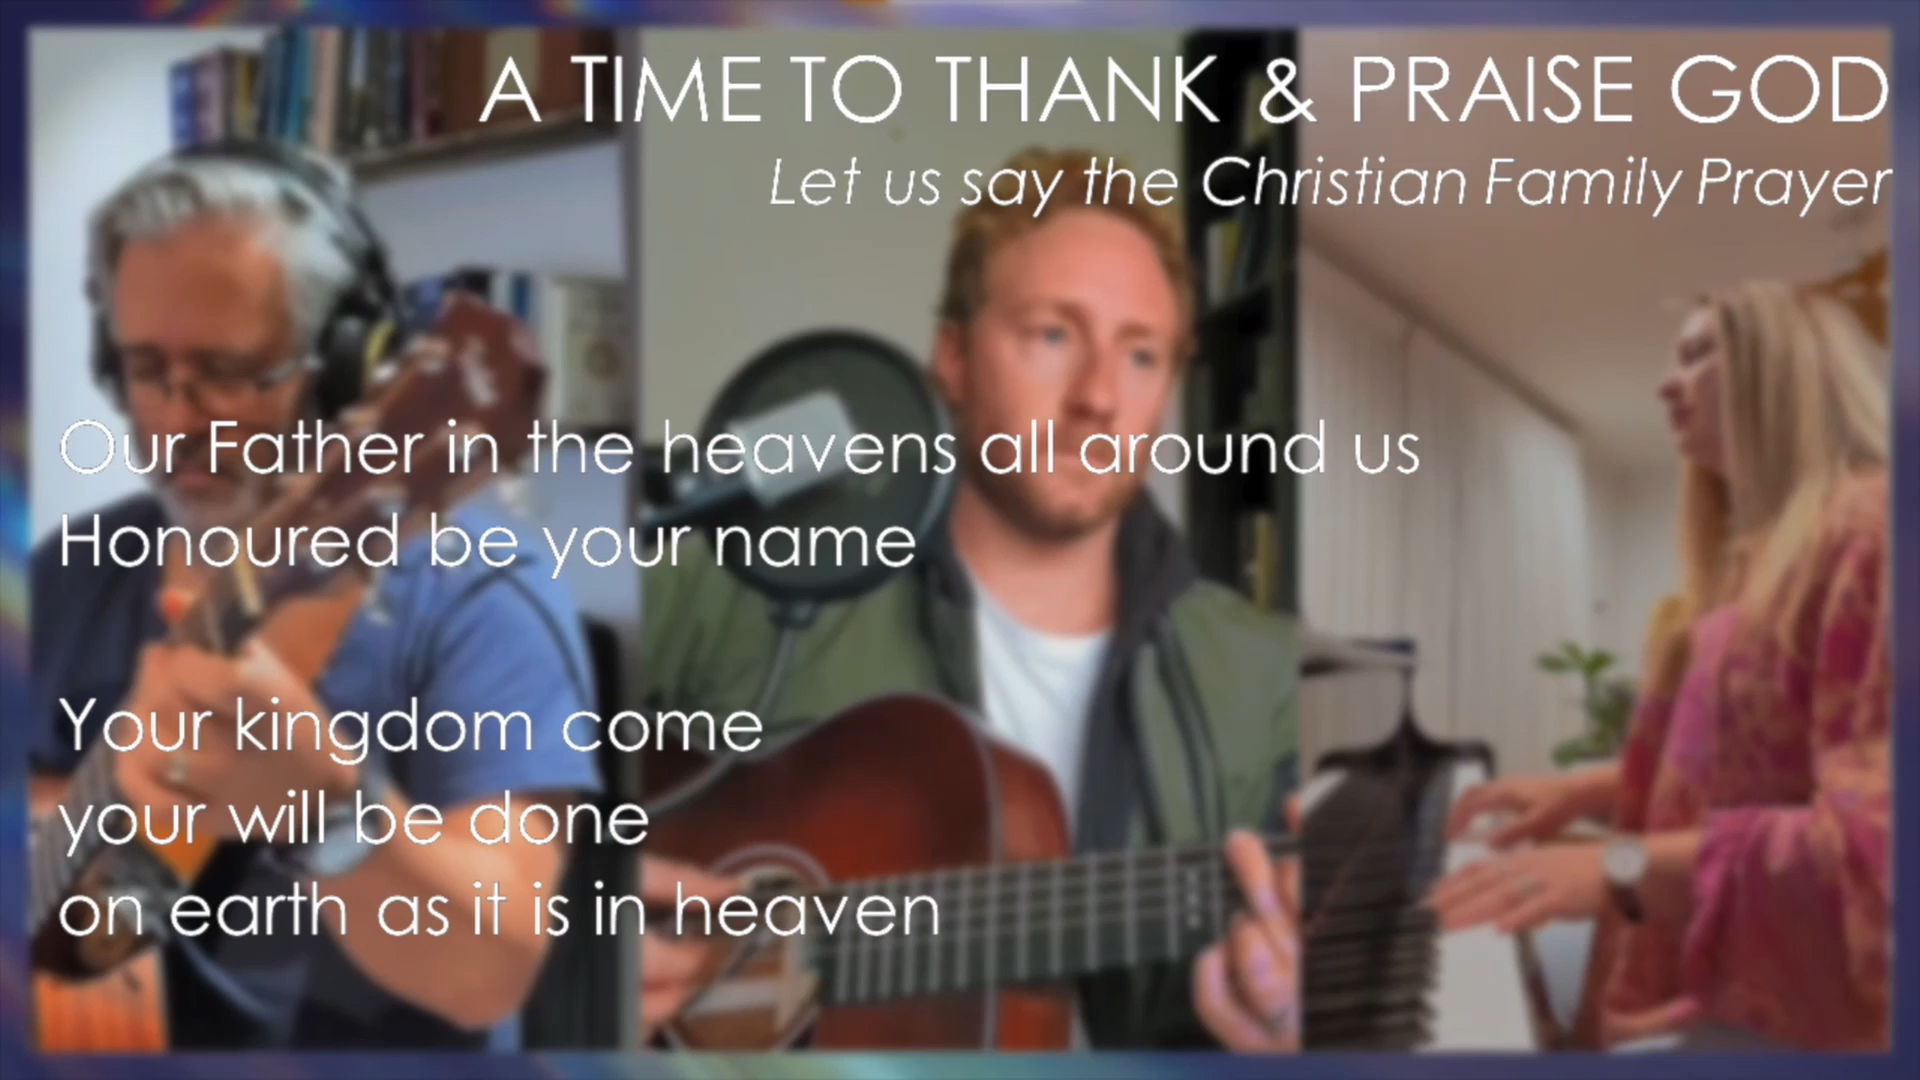 A TIME TO THANK & PRAISE GOD
Let us say the Christian Family Prayer
Our Father in the heavens all around us
Honoured be your name
Your kingdom come
your will be done
on earth as it is in heaven